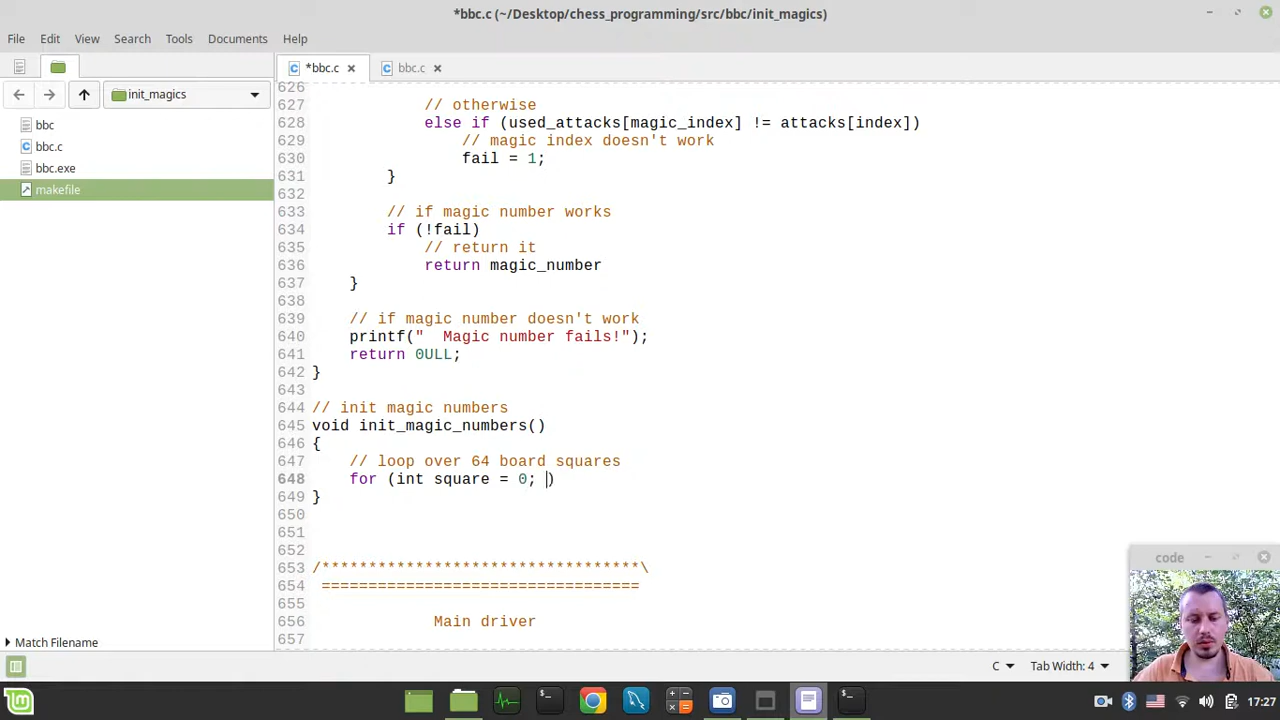 *bbc.c (~/Desktop/chess_programming/src/bbc/init_magics)
File Edit View Search Tools Documents Help
init_magics
bbc
bbc.c
bbc.exe
makefile
Match Filename
*bbc.c bbc.c
626
627 // otherwise
628 else if (used_attacks[magic_index] != attacks[index])
629 // magic index doesn't work
630 fail = 1;
631 }
632
633 // if magic number works
634 if (!fail)
635 // return it
636 return magic_number
637 }
638
639 // if magic number doesn't work
640 printf("  Magic number fails!");
641 return 0ULL;
642 }
643
644 // init magic numbers
645 void init_magic_numbers()
646 {
647 // loop over 64 board squares
648 for (int square = 0; )
649 }
650
651
652
653 /**********************************\
654 ==================================
655
656 Main driver
657
code
C Tab Width: 4
17:27